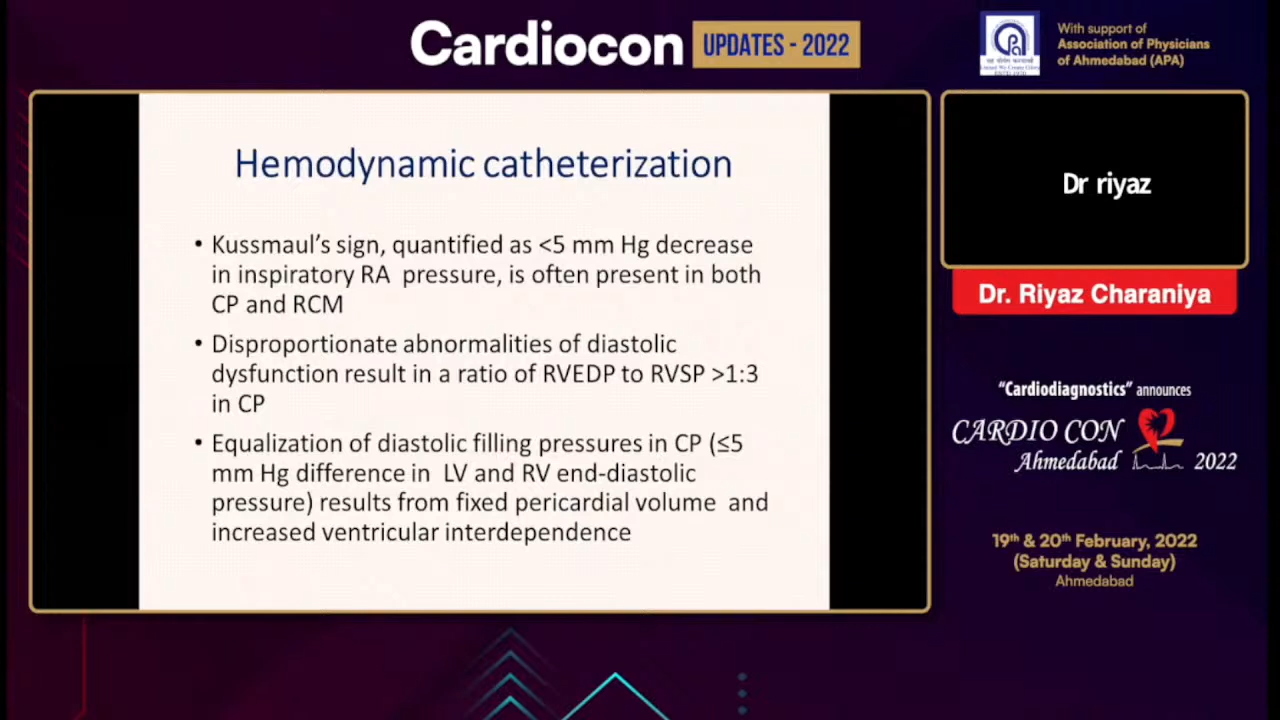 Cardiocon UPDATES - 2022
With support of
Association of Physicians
of Ahmedabad (APA)
Hemodynamic catheterization
• Kussmaul's sign, quantified as <5 mm Hg decrease
in inspiratory RA pressure, is often present in both
CP and RCM
• Disproportionate abnormalities of diastolic
dysfunction result in a ratio of RVEDP to RVSP >1:3
in CP
• Equalization of diastolic filling pressures in CP (≤5
mm Hg difference in LV and RV end-diastolic
pressure) results from fixed pericardial volume and
increased ventricular interdependence
Dr riyaz
Dr. Riyaz Charaniya
“Cardiodiagnostics” announces
CARDIO CON
Ahmedabad 2022
19th & 20th February, 2022
(Saturday & Sunday)
Ahmedabad